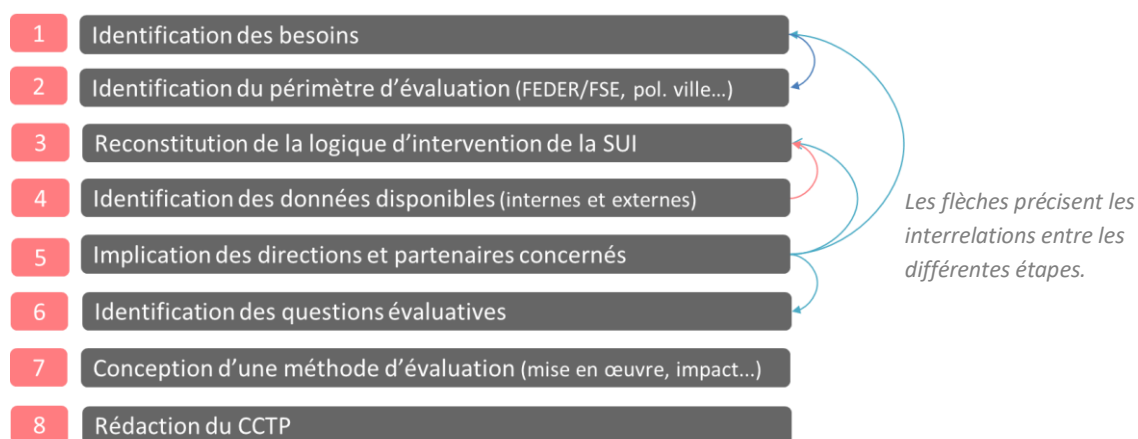 1 Identification des besoins
2 Identification du périmètre d'évaluation (FEDER/FSE, pol. ville...)
3 Reconstitution de la logique d'intervention de la SUI
4 Identification des données disponibles (internes et externes)
5 Implication des directions et partenaires concernés
6 Identification des questions évaluatives
7 Conception d'une méthode d'évaluation (mise en œuvre, impact...)
8 Rédaction du CCTP
Les flèches précisent les
interrelations entre les
différentes étapes.